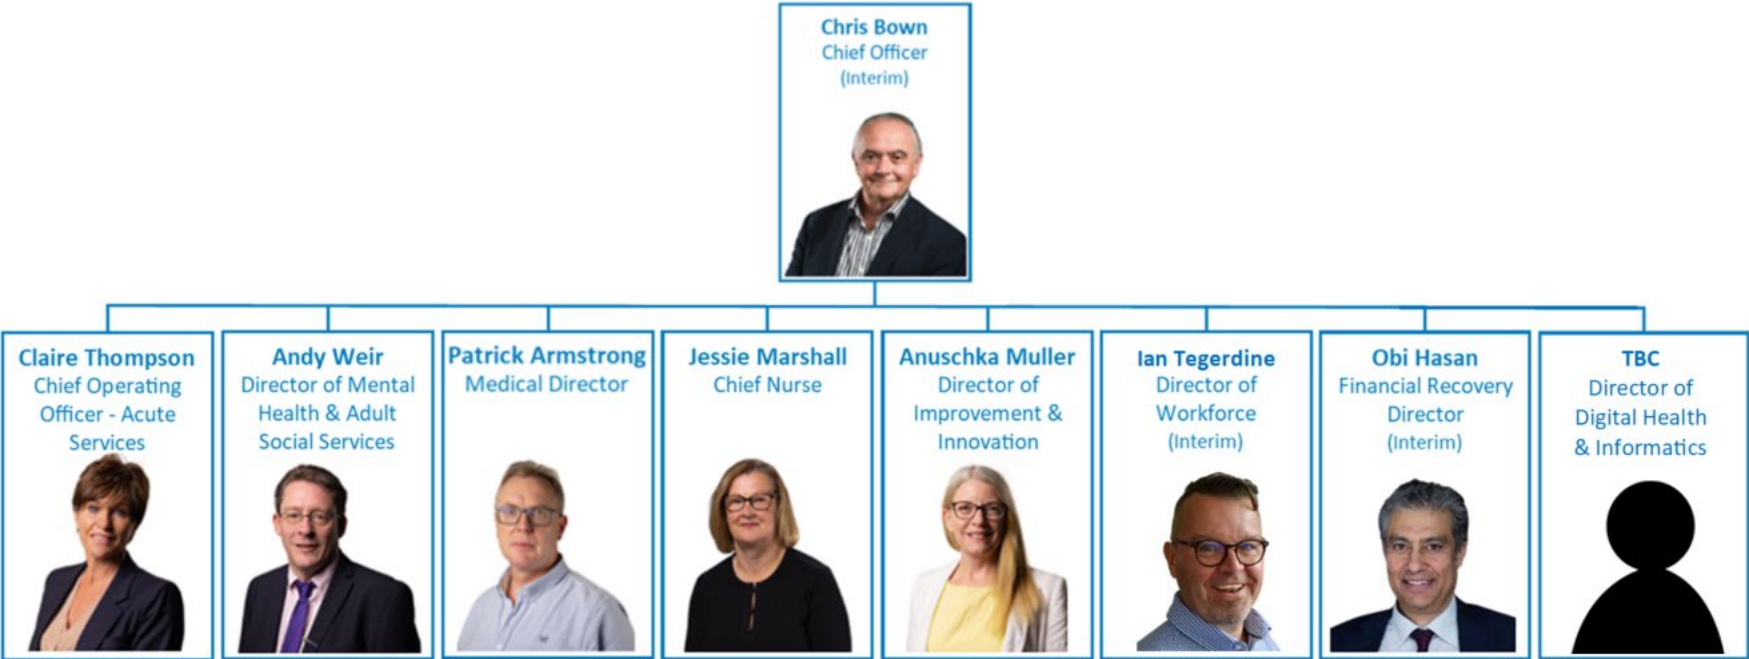 Chris Bown
Chief Officer
(Interim)
Claire Thompson
Chief Operating
Officer - Acute
Services
Andy Weir
Director of Mental
Health & Adult
Social Services
Patrick Armstrong
Medical Director
Jessie Marshall
Chief Nurse
Anuschka Muller
Director of
Improvement &
Innovation
Ian Tegerdine
Director of
Workforce
(Interim)
Obi Hasan
Financial Recovery
Director
(Interim)
TBC
Director of
Digital Health
& Informatics